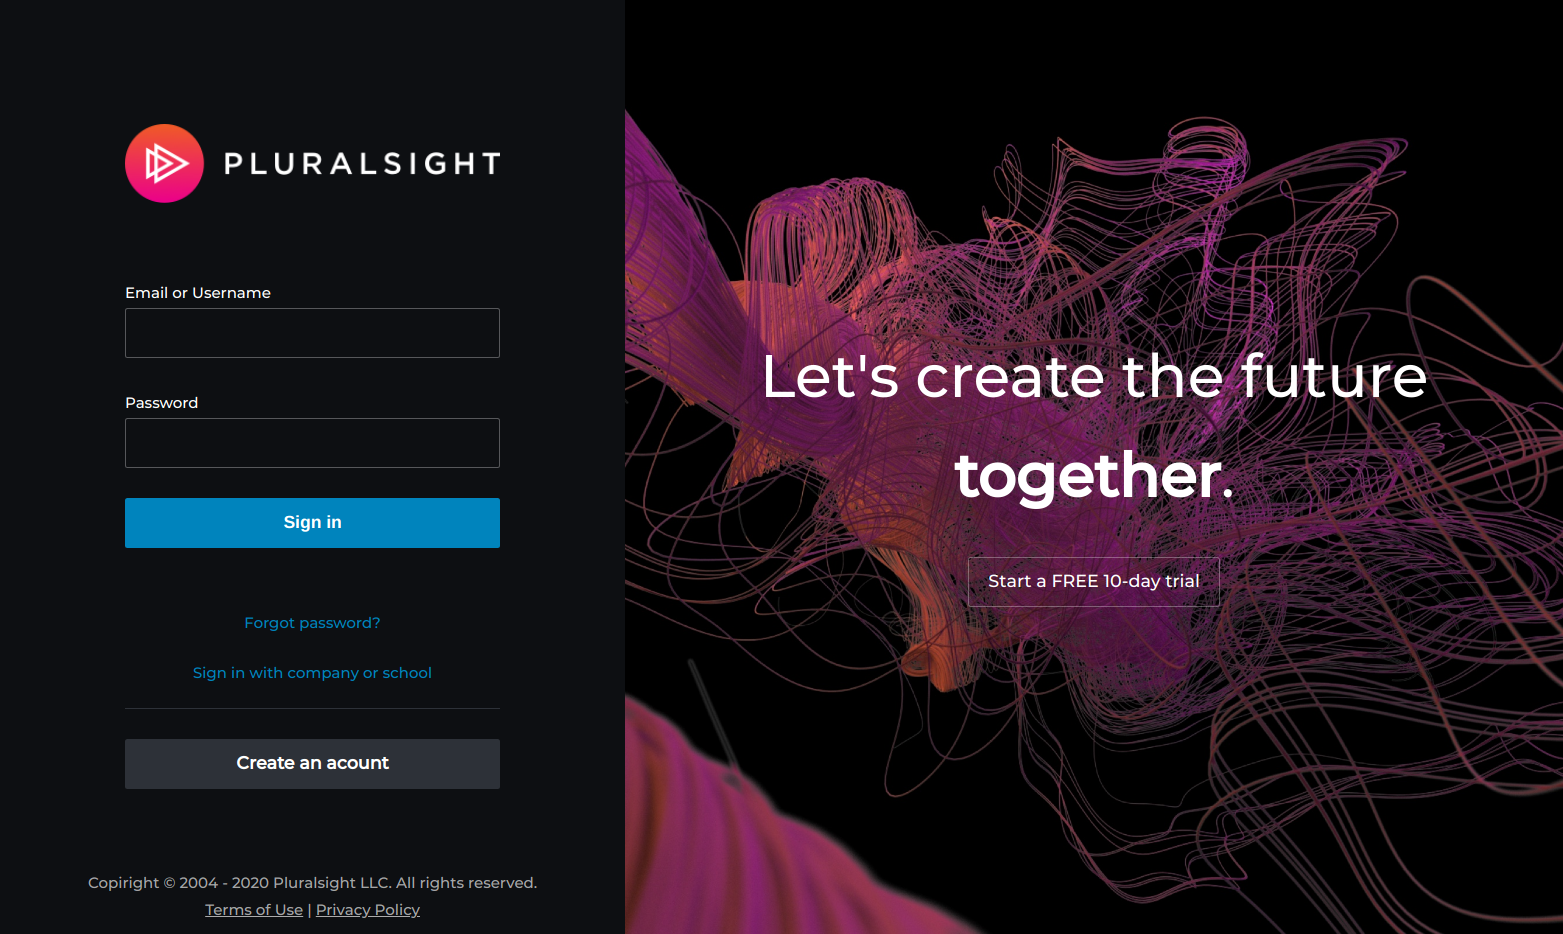 PLURALSIGHT
Email or Username
Password
Sign in
Forgot password?
Sign in with company or school
Create an acount
Copiright © 2004 - 2020 Pluralsight LLC. All rights reserved.
Terms of Use | Privacy Policy
Let's create the future
together.
Start a FREE 10-day trial